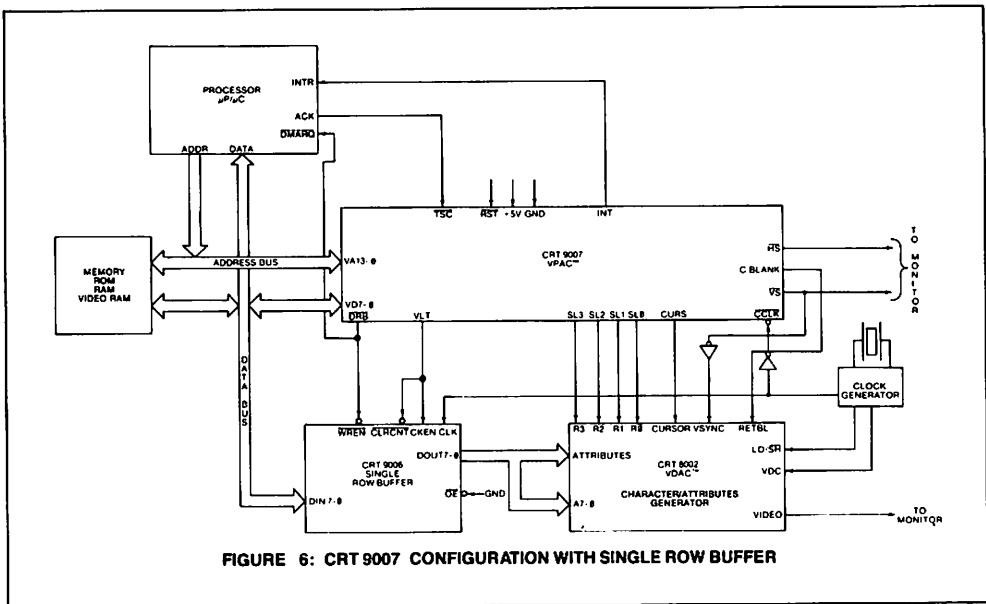 PROCESSOR
μP/μC
INTR
ACK
DMARQ
ADDR DATA
TSC
RST +5V GND
INT
CRT 9007
VPAC™
MEMORY
ROM
RAM
VIDEO RAM
ADDRESS BUS
VA13-0
VD7-0
DRB
VLT
SL3 SL2 SL1 SL0 CURS
HS
C BLANK
VS
CCLK
TO MONITOR
DATA BUS
CLOCK
GENERATOR
WREN CLRCNT CKEN CLK
DOUT7-0
CRT 9006
SINGLE
ROW BUFFER
OE
GND
DIN 7-0
R3 R2 R1 R0 CURSOR VSYNC RETBL
ATTRIBUTES
CRT 8002
VDAC™
LD/SH
VDC
CHARACTER/ATTRIBUTES
GENERATOR
A7-0
VIDEO
TO
MONITOR
FIGURE 6: CRT 9007 CONFIGURATION WITH SINGLE ROW BUFFER